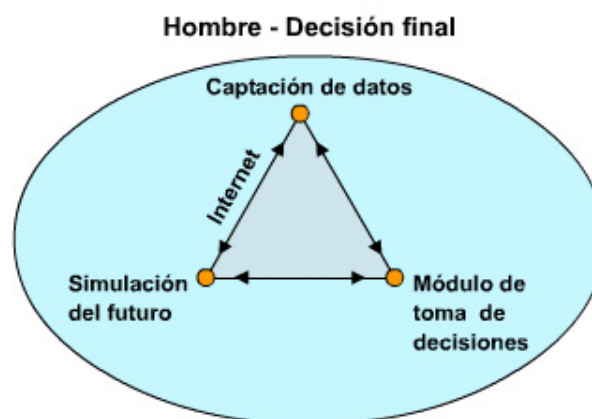 Hombre - Decisión final
Captación de datos
Internet
Simulación
del futuro
Módulo de
toma de
decisiones